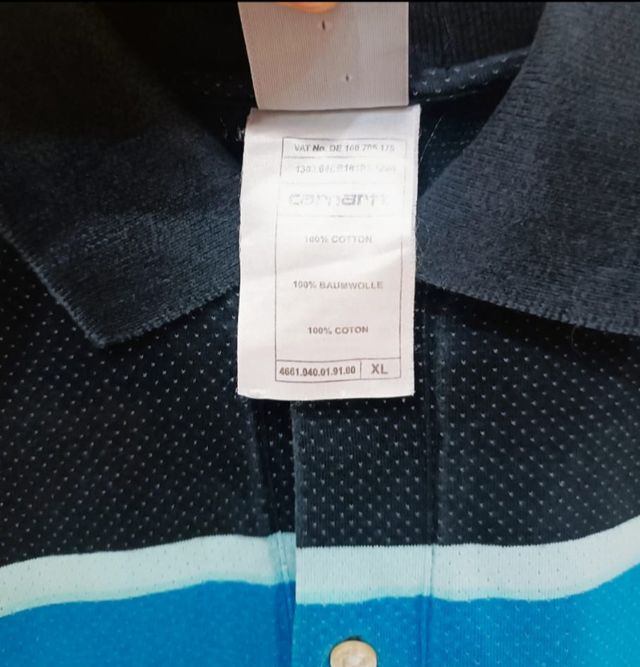 VAT No. DE 160 705 175
carhartt
100% COTTON
100% BAUMWOLLE
100% COTON
4661.040.01.91.00 XL